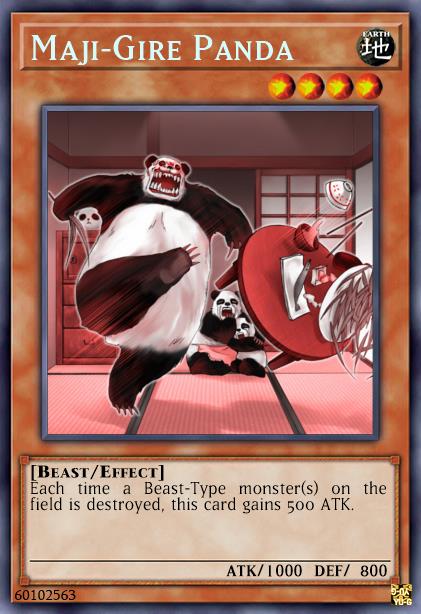 Maji-Gire Panda
EARTH
地
[Beast/Effect]
Each time a Beast-Type monster(s) on the
field is destroyed, this card gains 500 ATK.
ATK/1000 DEF/ 800
60102563